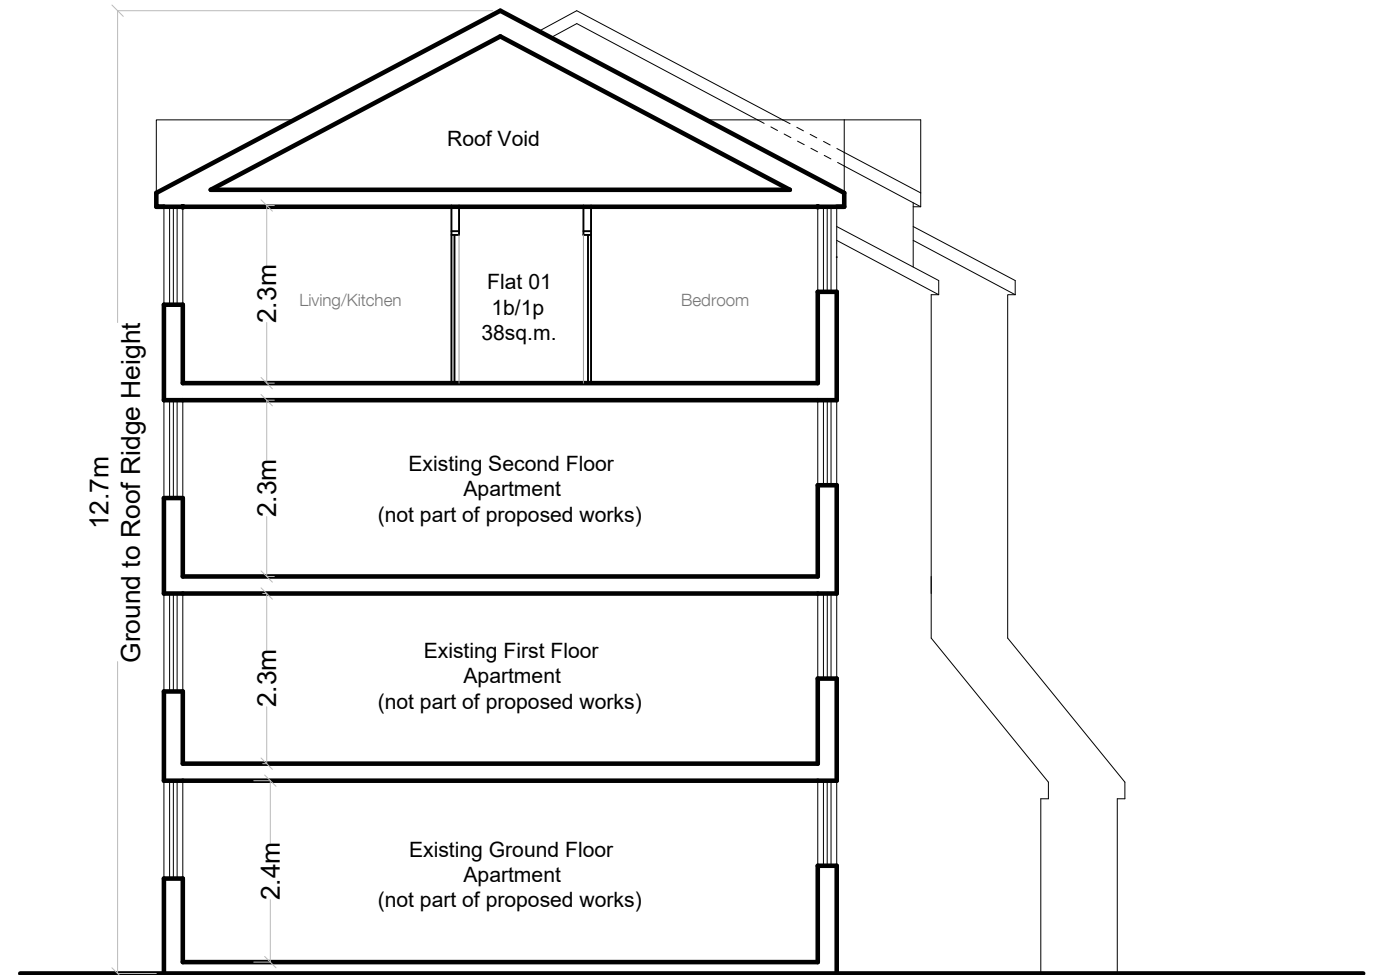 Roof Void
12.7m
Ground to Roof Ridge Height
2.3m
Living/Kitchen
Flat 01
1b/1p
38sq.m.
Bedroom
2.3m
Existing Second Floor
Apartment
(not part of proposed works)
2.3m
Existing First Floor
Apartment
(not part of proposed works)
2.4m
Existing Ground Floor
Apartment
(not part of proposed works)